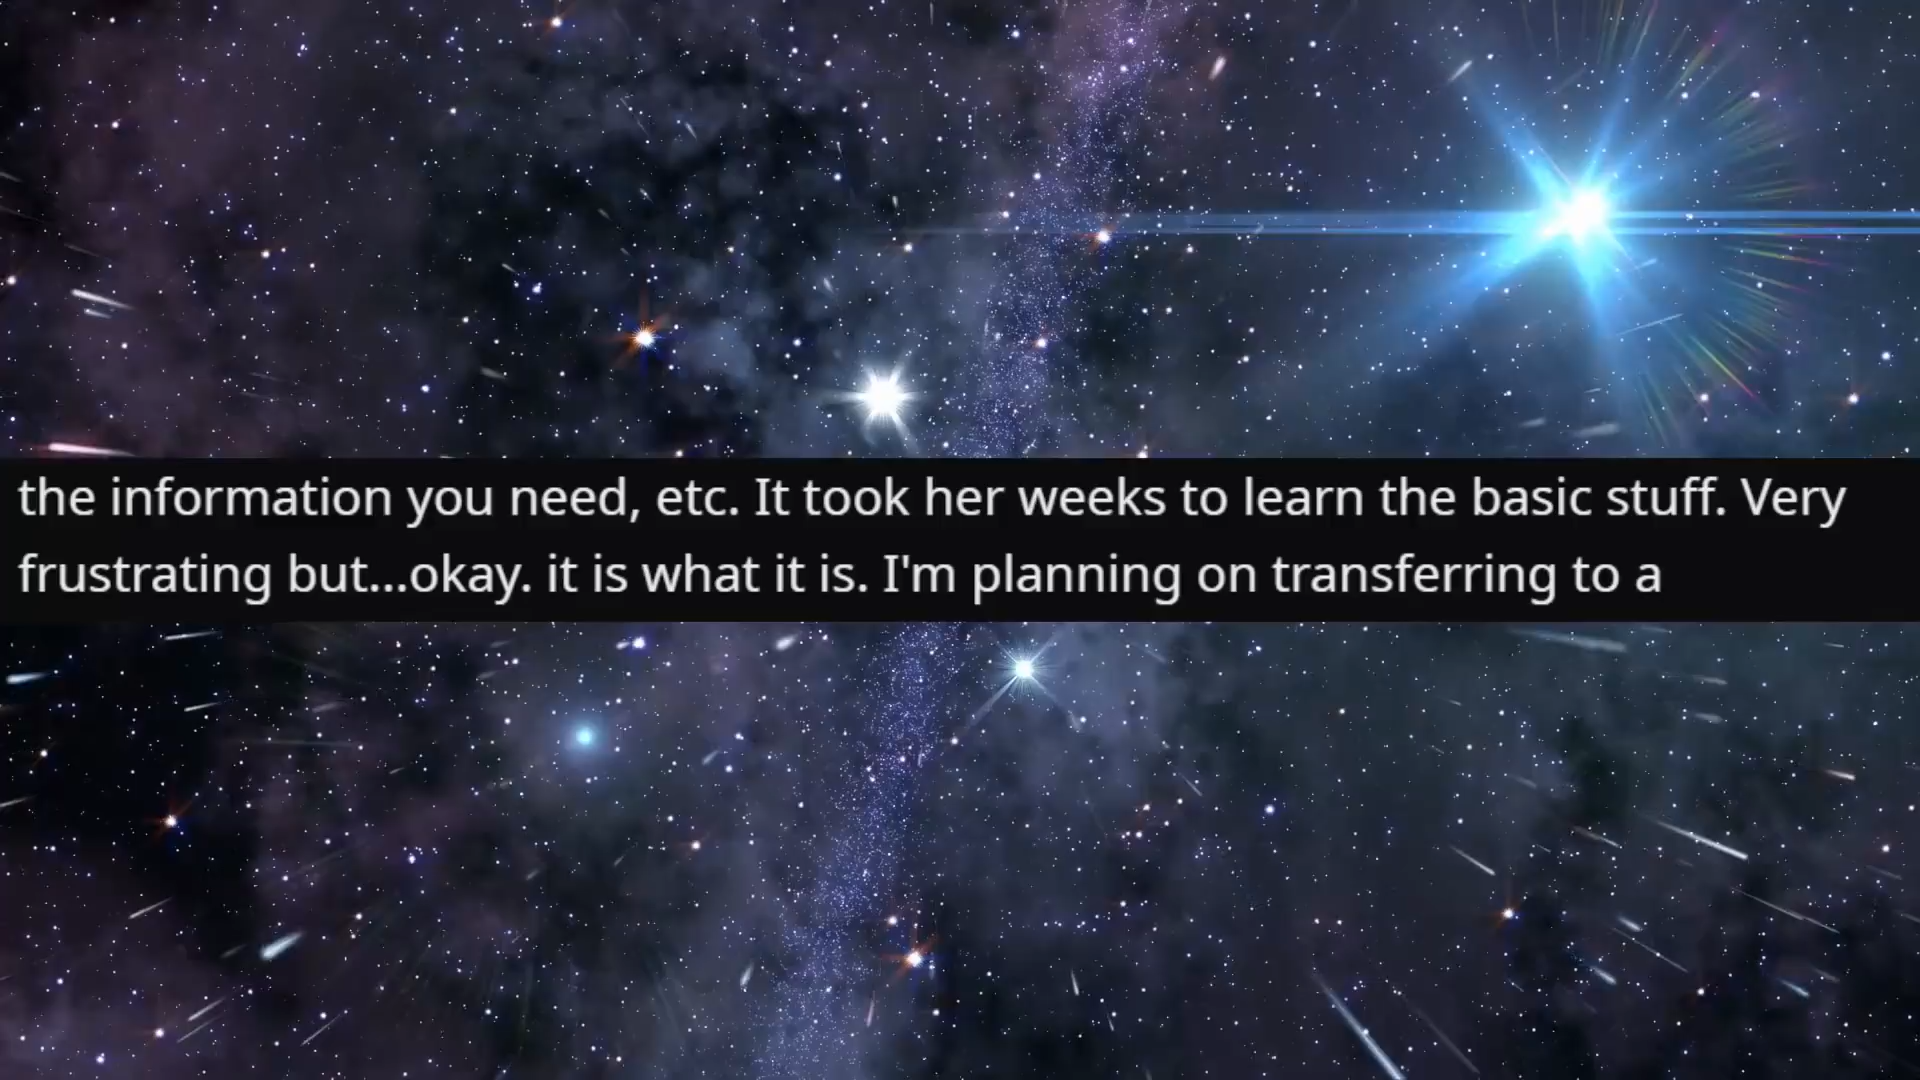 the information you need, etc. It took her weeks to learn the basic stuff. Very
frustrating but...okay. it is what it is. I'm planning on transferring to a